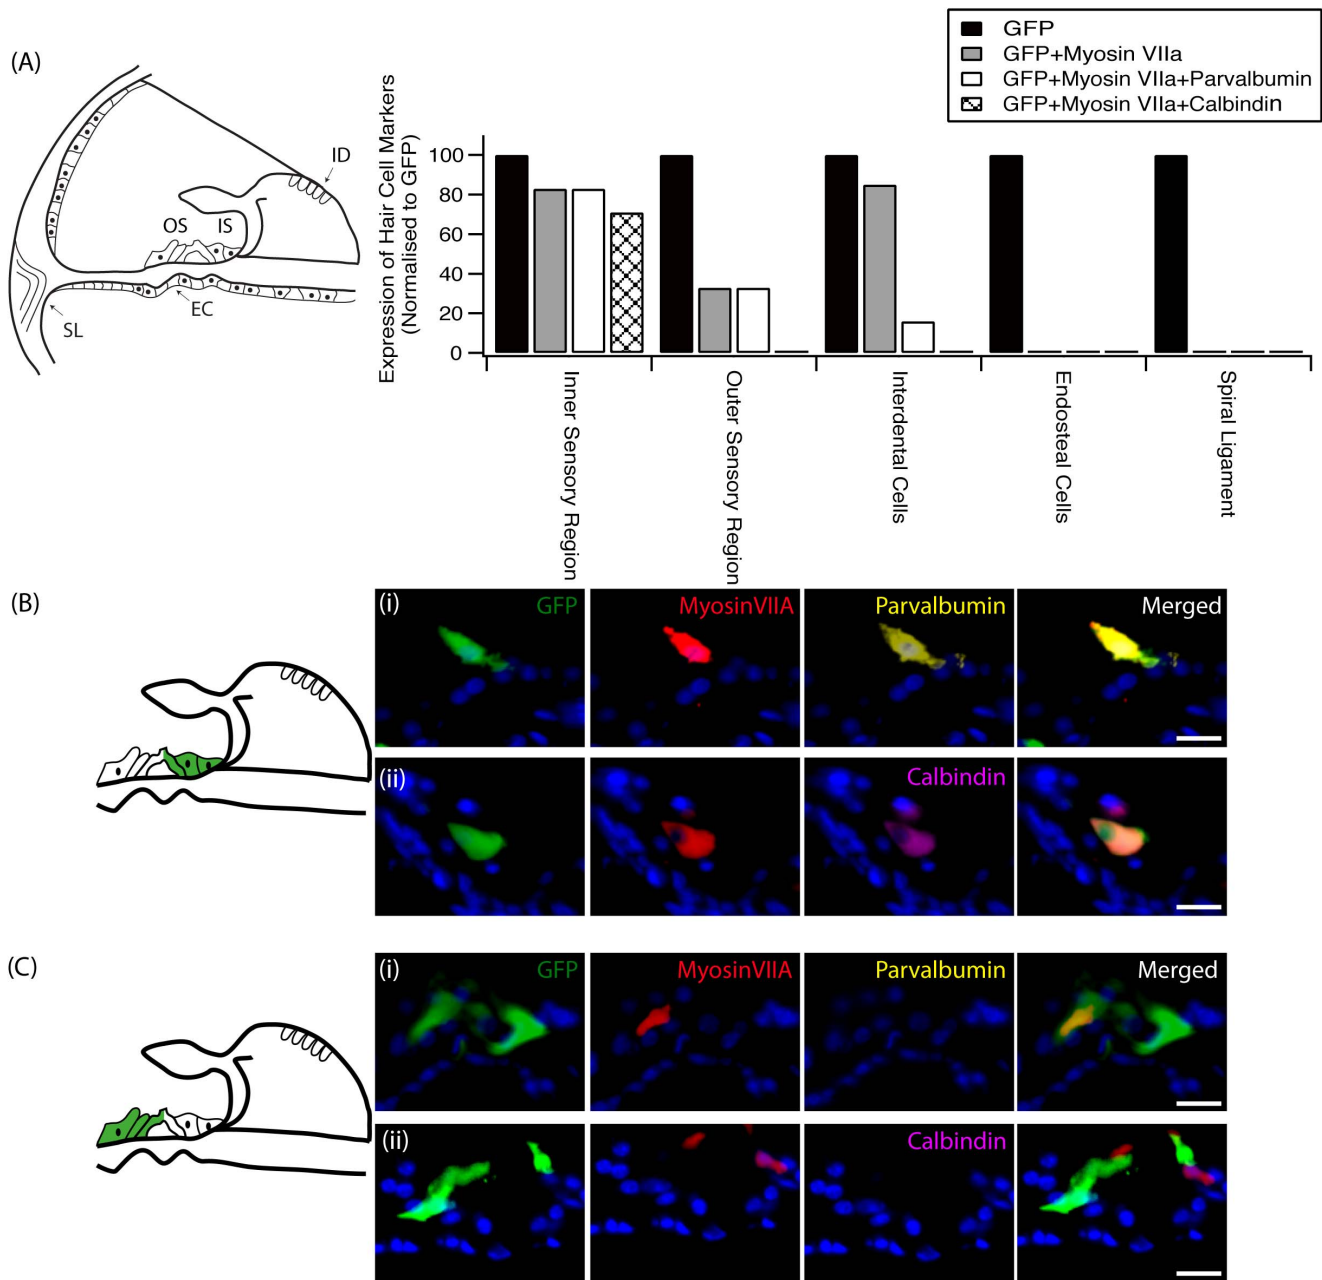 GFP
GFP+Myosin VIIa
GFP+Myosin VIIa+Parvalbumin
GFP+Myosin VIIa+Calbindin
(A)
ID
OS
IS
EC
SL
Expression of Hair Cell Markers
(Normalised to GFP)
100
80
60
40
20
0
Inner Sensory Region
Outer Sensory Region
Interdental Cells
Endosteal Cells
Spiral Ligament
(B)
(i)
GFP
MyosinVIIA
Parvalbumin
Merged
(ii)
Calbindin
(C)
(i)
GFP
MyosinVIIA
Parvalbumin
Merged
(ii)
Calbindin